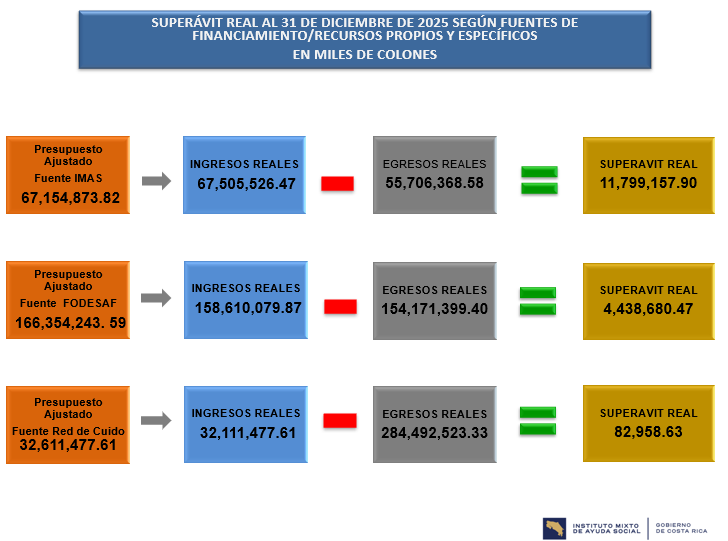 SUPERÁVIT REAL AL 31 DE DICIEMBRE DE 2025 SEGÚN FUENTES DE
FINANCIAMIENTO/RECURSOS PROPIOS Y ESPECÍFICOS
EN MILES DE COLONES
Presupuesto
Ajustado
Fuente IMAS
67,154,873.82
INGRESOS REALES
67,505,526.47
EGRESOS REALES
55,706,368.58
SUPERAVIT REAL
11,799,157.90
Presupuesto
Ajustado
Fuente FODESAF
166,354,243. 59
INGRESOS REALES
158,610,079.87
EGRESOS REALES
154,171,399.40
SUPERAVIT REAL
4,438,680.47
Presupuesto
Ajustado
Fuente Red de Cuido
32,611,477.61
INGRESOS REALES
32,111,477.61
EGRESOS REALES
284,492,523.33
SUPERAVIT REAL
82,958.63
INSTITUTO MIXTO
DE AYUDA SOCIAL
GOBIERNO
DE COSTA RICA